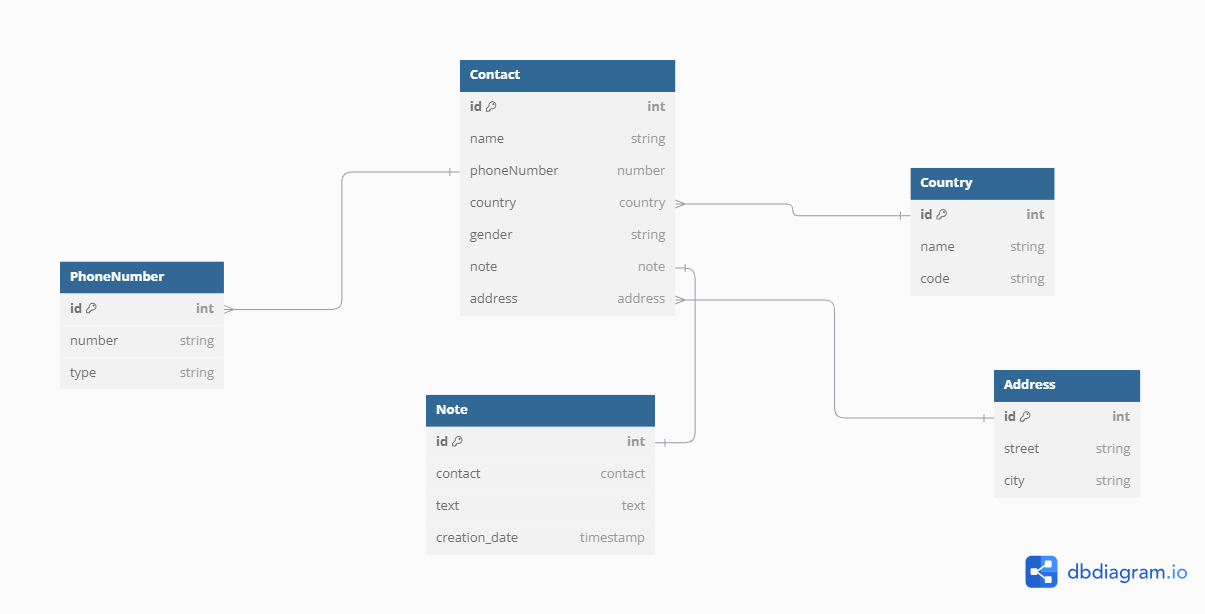 Contact
id int
name string
phoneNumber number
country country
gender string
note note
address address
Country
id int
name string
code string
PhoneNumber
id int
number string
type string
Note
id int
contact contact
text text
creation_date timestamp
Address
id int
street string
city string
dbdiagram.io